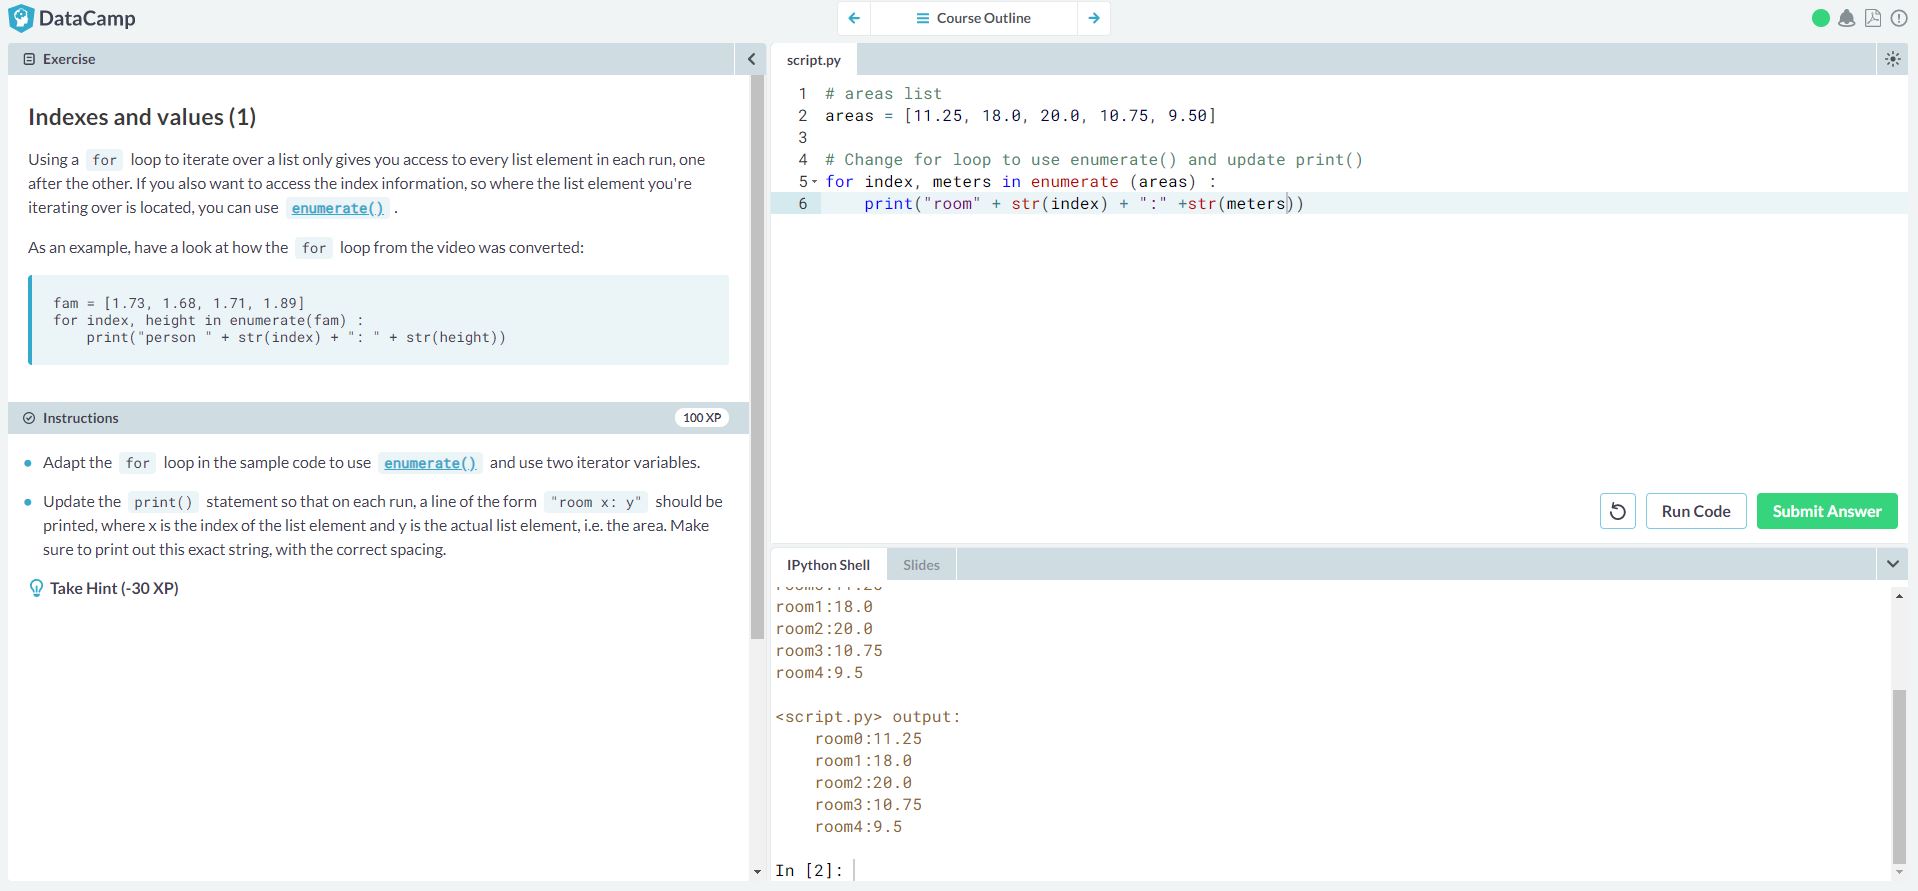 DataCamp
Course Outline
Exercise
Indexes and values (1)
Using a for loop to iterate over a list only gives you access to every list element in each run, one
after the other. If you also want to access the index information, so where the list element you're
iterating over is located, you can use enumerate() .
As an example, have a look at how the for loop from the video was converted:
fam = [1.73, 1.68, 1.71, 1.89]
for index, height in enumerate(fam) :
    print("person " + str(index) + ": " + str(height))
Instructions
100 XP
Adapt the for loop in the sample code to use enumerate() and use two iterator variables.
Update the print() statement so that on each run, a line of the form "room x: y" should be
printed, where x is the index of the list element and y is the actual list element, i.e. the area. Make
sure to print out this exact string, with the correct spacing.
Take Hint (-30 XP)
script.py
1 # areas list
2 areas = [11.25, 18.0, 20.0, 10.75, 9.50]
3
4 # Change for loop to use enumerate() and update print()
5 for index, meters in enumerate (areas) :
6     print("room" + str(index) + ":" +str(meters))
Run Code
Submit Answer
IPython Shell
Slides
room0:11.25
room1:18.0
room2:20.0
room3:10.75
room4:9.5
<script.py> output:
    room0:11.25
    room1:18.0
    room2:20.0
    room3:10.75
    room4:9.5
In [2]: